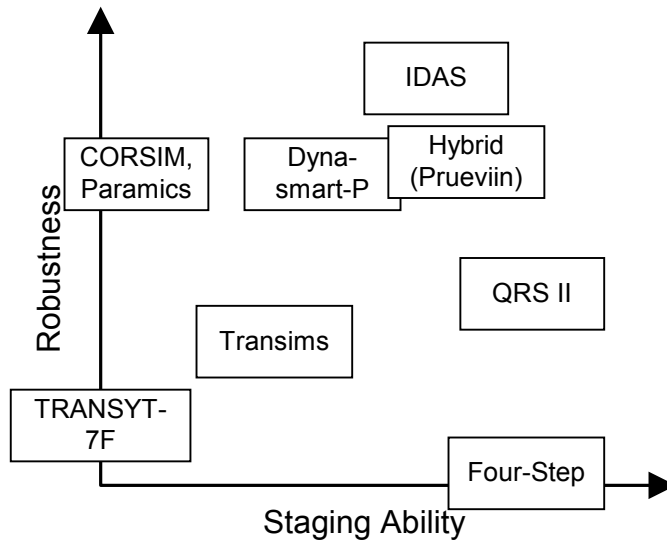 IDAS
CORSIM,
Paramics
Dyna-
smart-P
Hybrid
(Prueviin)
Robustness
QRS II
Transims
TRANSYT-
7F
Four-Step
Staging Ability